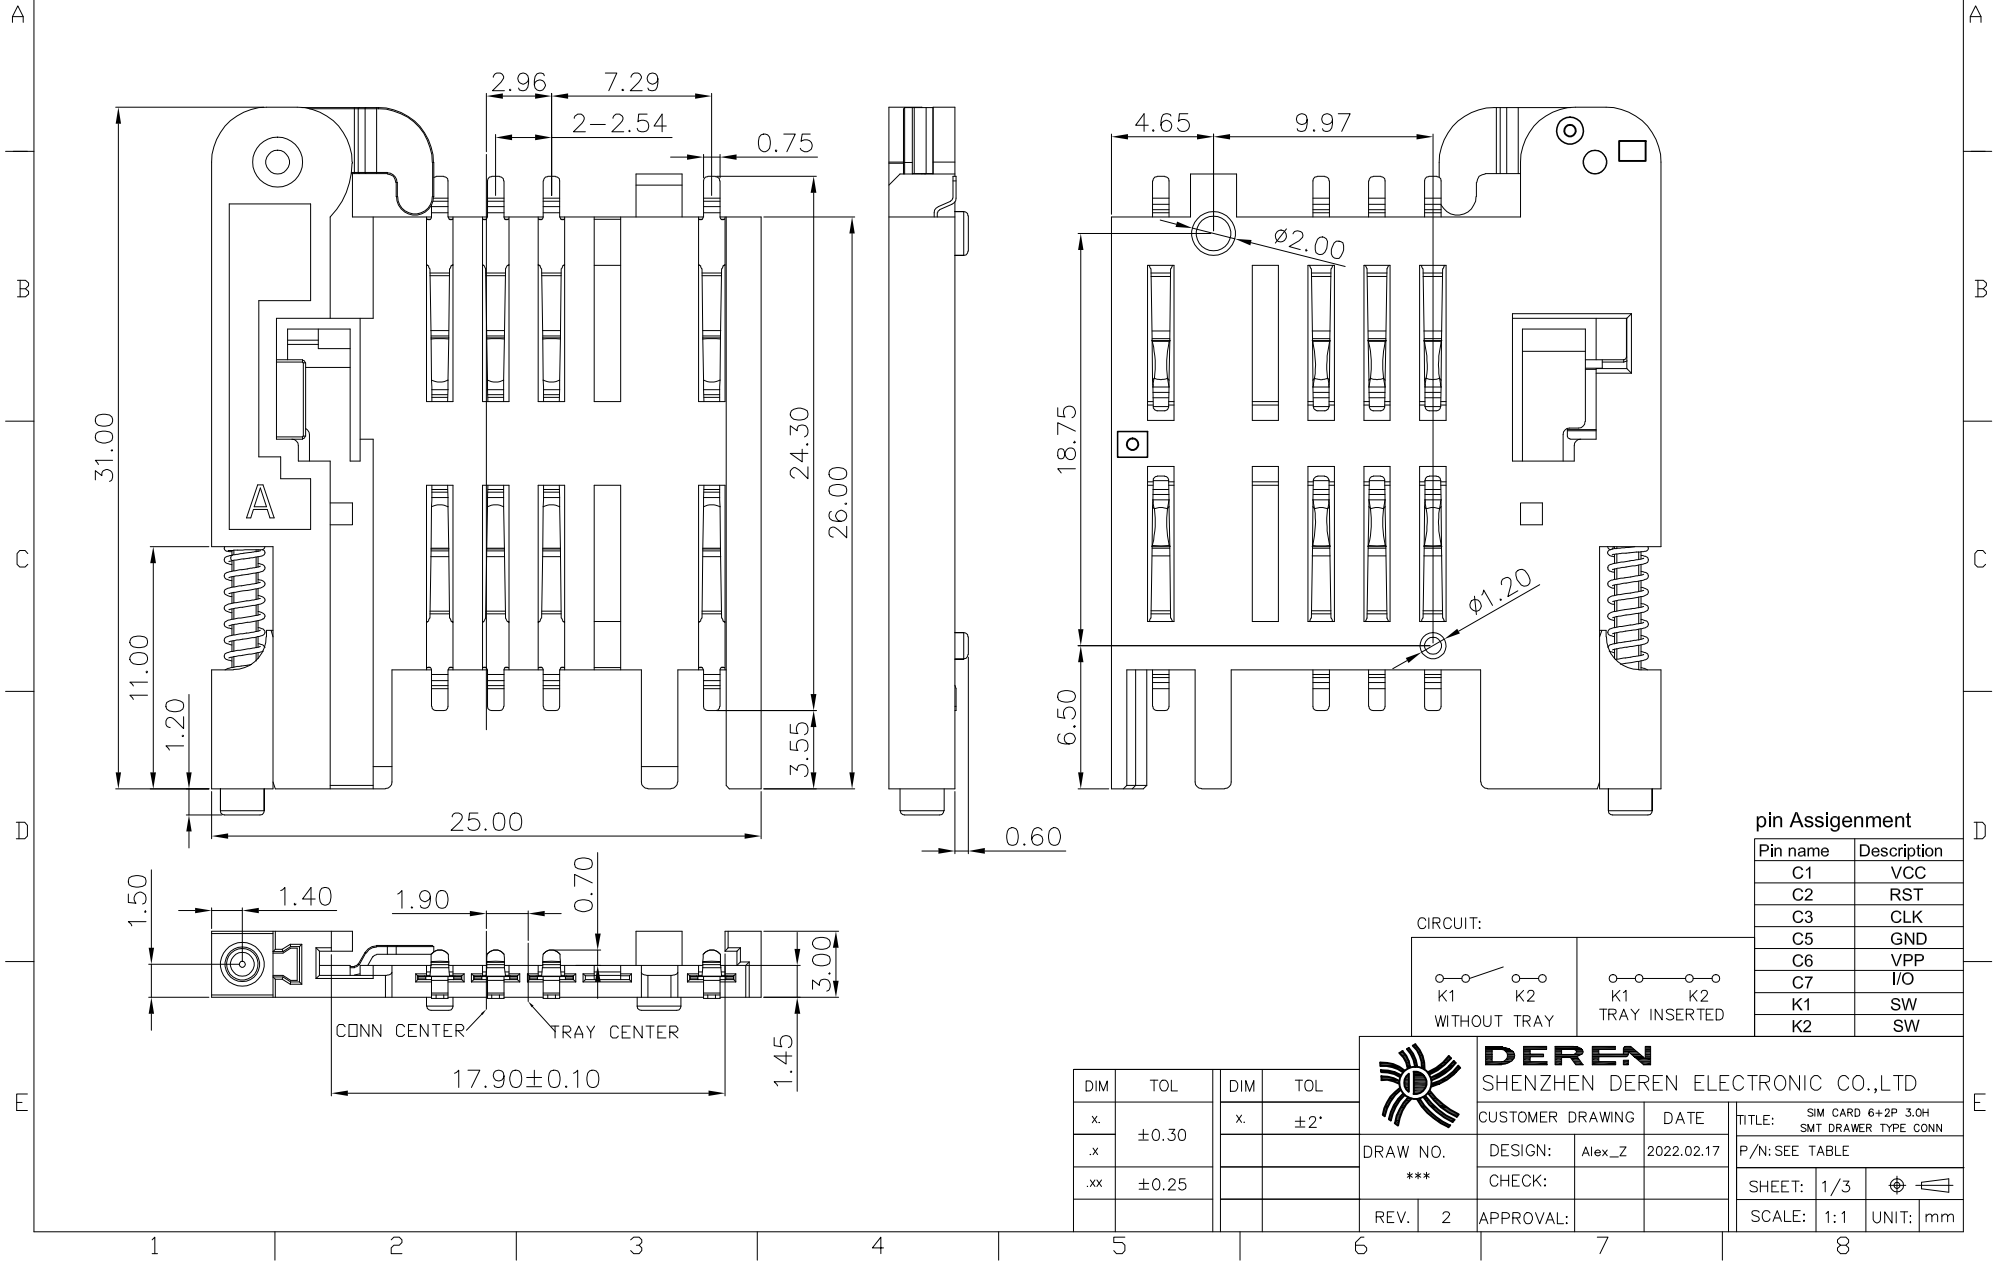 A
A
2.96
7.29
2-2.54
0.75
4.65
9.97
Ø2.00
B
B
31.00
24.30
26.00
18.75
A
C
C
11.00
1.20
3.55
Ø1.20
6.50
D
D
25.00
0.60
pin Assigenment
Pin name Description
C1 VCC
C2 RST
C3 CLK
C5 GND
C6 VPP
C7 I/O
K1 SW
K2 SW
1.50
1.40
1.90
0.70
3.00
CONN CENTER
TRAY CENTER
1.45
17.90±0.10
CIRCUIT:
K1 K2
WITHOUT TRAY
K1 K2
TRAY INSERTED
E
E
DIM TOL DIM TOL
x. ±0.30 x. ±2°
.x
.xx ±0.25
DEREN
SHENZHEN DEREN ELECTRONIC CO.,LTD
CUSTOMER DRAWING DATE
TITLE: SIM CARD 6+2P 3.0H
SMT DRAWER TYPE CONN
DRAW NO.
***
DESIGN: Alex_Z 2022.02.17
P/N: SEE TABLE
CHECK:
SHEET: 1/3
REV. 2
APPROVAL:
SCALE: 1:1 UNIT: mm
1 2 3 4 5 6 7 8